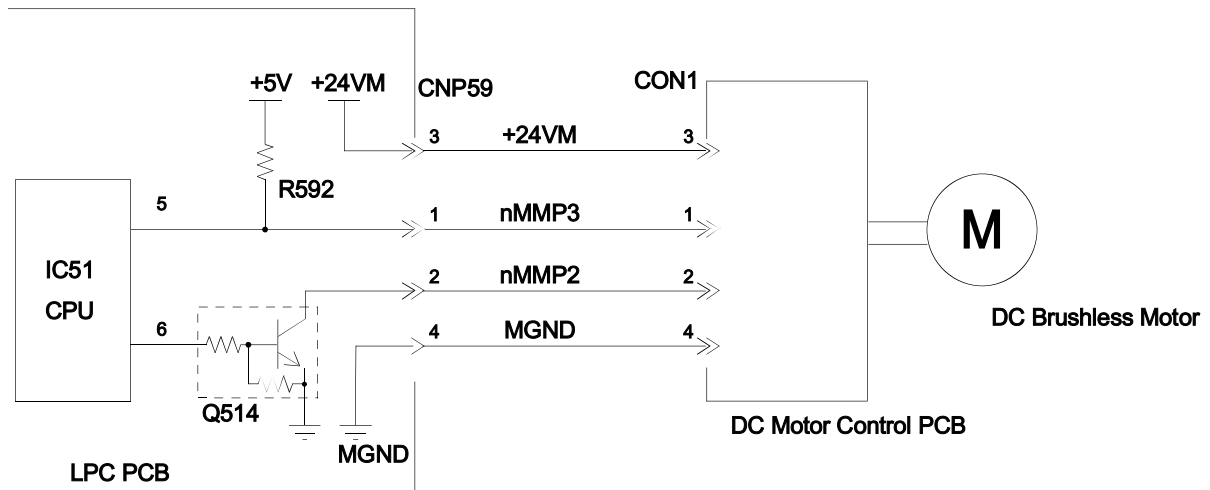 +5V +24VM
CNP59
CON1
3 +24VM 3
R592
5
1 nMMP3 1
IC51
CPU
M
2 nMMP2 2
6
4 MGND 4
DC Brushless Motor
Q514
MGND
DC Motor Control PCB
LPC PCB